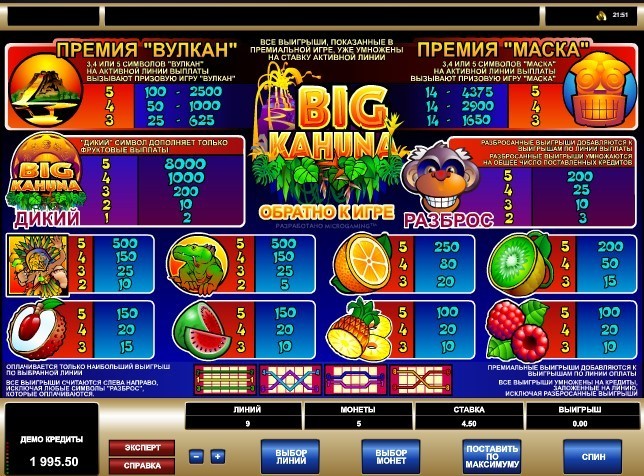 21:51
ПРЕМИЯ "ВУЛКАН"
3,4 ИЛИ 5 СИМВОЛОВ "ВУЛКАН"
НА АКТИВНОЙ ЛИНИИ ВЫПЛАТЫ
ВЫЗЫВАЮТ ПРИЗОВУЮ ИГРУ "ВУЛКАН"
5 100 - 2500
4 50 - 1000
3 25 - 625
ВСЕ ВЫИГРЫШИ, ПОКАЗАННЫЕ В
ПРЕМИАЛЬНОЙ ИГРЕ, УЖЕ УМНОЖЕНЫ
НА СТАВКУ АКТИВНОЙ ЛИНИИ
BIG
KAHUNA
ОБРАТНО К ИГРЕ
РАЗРАБОТАНО MICROGAMING™
ПРЕМИЯ "МАСКА"
3,4 ИЛИ 5 СИМВОЛОВ "МАСКА"
НА АКТИВНОЙ ЛИНИИ ВЫПЛАТЫ
ВЫЗЫВАЮТ ПРИЗОВУЮ ИГРУ "МАСКА"
14 - 4375 5
14 - 2900 4
14 - 1650 3
BIG
KAHUNA
ДИКИЙ
"ДИКИЙ" СИМВОЛ ДОПОЛНЯЕТ ТОЛЬКО
ФРУКТОВЫЕ ВЫПЛАТЫ
5 8000
4 1000
3 200
2 10
1 2
РАЗБРОС
РАЗБРОСАННЫЕ ВЫИГРЫШИ ДОБАВЛЯЮТСЯ К
ВЫИГРЫШАМ ПО ЛИНИИ ВЫПЛАТЫ
РАЗБРОСАННЫЕ ВЫИГРЫШИ УМНОЖАЮТСЯ
НА ОБЩЕЕ ЧИСЛО ПОСТАВЛЕННЫХ КРЕДИТОВ
5 200
4 25
3 10
2 3
5 500
4 150
3 25
2 10
5 500
4 150
3 25
2 5
5 250
4 80
3 20
5 200
4 50
3 15
5 150
4 20
3 15
5 150
4 20
3 10
5 120
4 20
3 10
5 100
4 20
3 10
ОПЛАЧИВАЕТСЯ ТОЛЬКО НАИБОЛЬШИЙ ВЫИГРЫШ
ПО ВЫБРАННОЙ ЛИНИИ
ВСЕ ВЫИГРЫШИ СЧИТАЮТСЯ СЛЕВА НАПРАВО,
ИСКЛЮЧАЯ ЛЮБЫЕ СИМВОЛЫ "РАЗБРОС",
КОТОРЫЕ ОПЛАЧИВАЮТСЯ.
ПРЕМИАЛЬНЫЕ ВЫИГРЫШИ ДОБАВЛЯЮТСЯ К
ВЫИГРЫШАМ ПО ЛИНИИ ОПЛАТЫ
ВСЕ ВЫИГРЫШИ УМНОЖЕНЫ НА КРЕДИТЫ,
ЗАЛОЖЕННЫЕ НА ЛИНИЮ,
ИСКЛЮЧАЯ РАЗБРОСАННЫЕ ВЫИГРЫШИ
ДЕМО КРЕДИТЫ
1 995.50
ЭКСПЕРТ
СПРАВКА
ЛИНИЙ МОНЕТЫ СТАВКА ВЫИГРЫШ
9 5 4.50 0.00
- +
ВЫБОР
ЛИНИЙ
ВЫБОР
МОНЕТ
ПОСТАВИТЬ
ПО
МАКСИМУМУ
СПИН